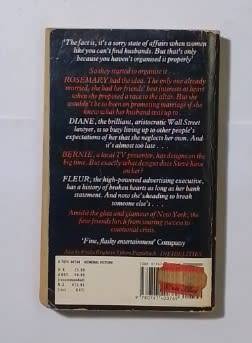 'The fact is, it's a sorry state of affairs when women
like you can't find husbands. But that's only
because you haven't organised it properly'
So they started to organise it
ROSEMARY had the idea. The only one already
married, she had her friends' best interests at heart
when she proposed a race to the altar. But she
wouldn't be so keen on promoting marriage if she
knew what her husband was up to . . .
DIANE, the brilliant, aristocratic Wall Street
lawyer, is so busy living up to other people's
expectations of her that she neglects her own. And
it's almost too late . . .
BERNIE, a local TV presenter, has designs on the
big time. But exactly what designs does Steve have
on her?
FLEUR, the high-powered advertising executive,
has a history of broken hearts as long as her bank
statement. And now she's heading to break
someone else's . . .
Amidst the glitz and glamour of New York, the
four friends lurch from soaring success to
emotional crisis.
'Fine, flashy entertainment' Company
INFIDELITIES
GENERAL FICTION